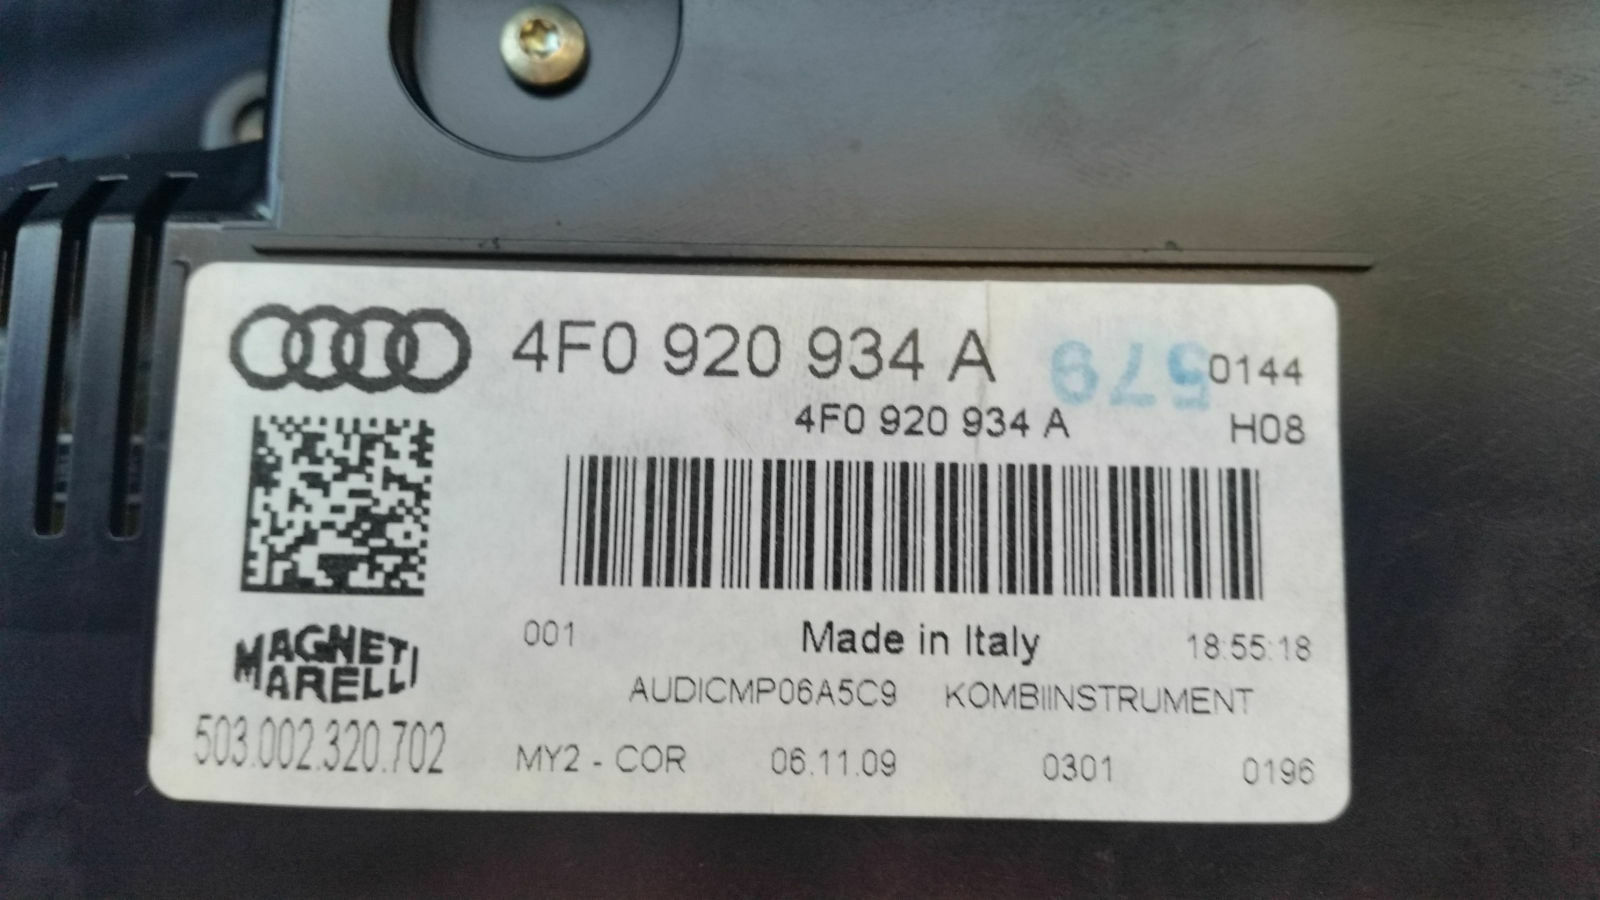 4F0 920 934 A
579
0144
4F0 920 934 A
H08
001
Made in Italy
18:55:18
MAGNETI
MARELLI
AUDICMP06A5C9 KOMBIINSTRUMENT
503.002.320.702
MY2 - COR 06.11.09 0301 0196